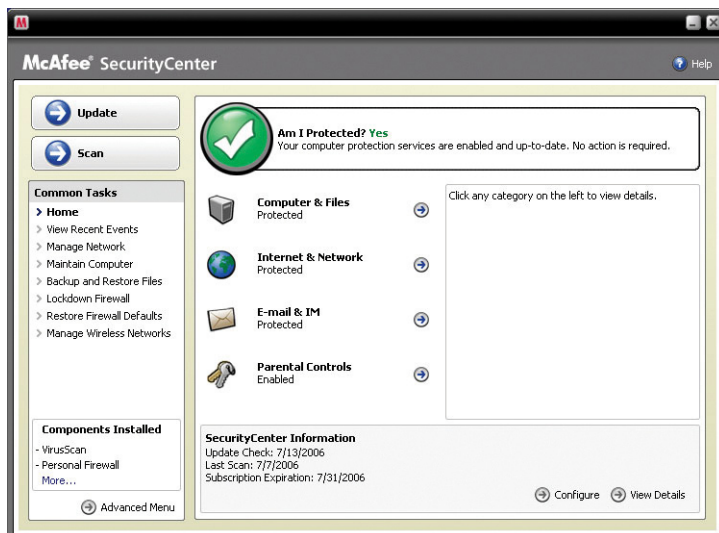 McAfee® SecurityCenter
Help
Update
Scan
Common Tasks
Home
View Recent Events
Manage Network
Maintain Computer
Backup and Restore Files
Lockdown Firewall
Restore Firewall Defaults
Manage Wireless Networks
Components Installed
- VirusScan
- Personal Firewall
More...
Advanced Menu
Am I Protected? Yes
Your computer protection services are enabled and up-to-date. No action is required.
Computer & Files
Protected
Internet & Network
Protected
E-mail & IM
Protected
Parental Controls
Enabled
Click any category on the left to view details.
SecurityCenter Information
Update Check: 7/13/2006
Last Scan: 7/7/2006
Subscription Expiration: 7/31/2006
Configure
View Details